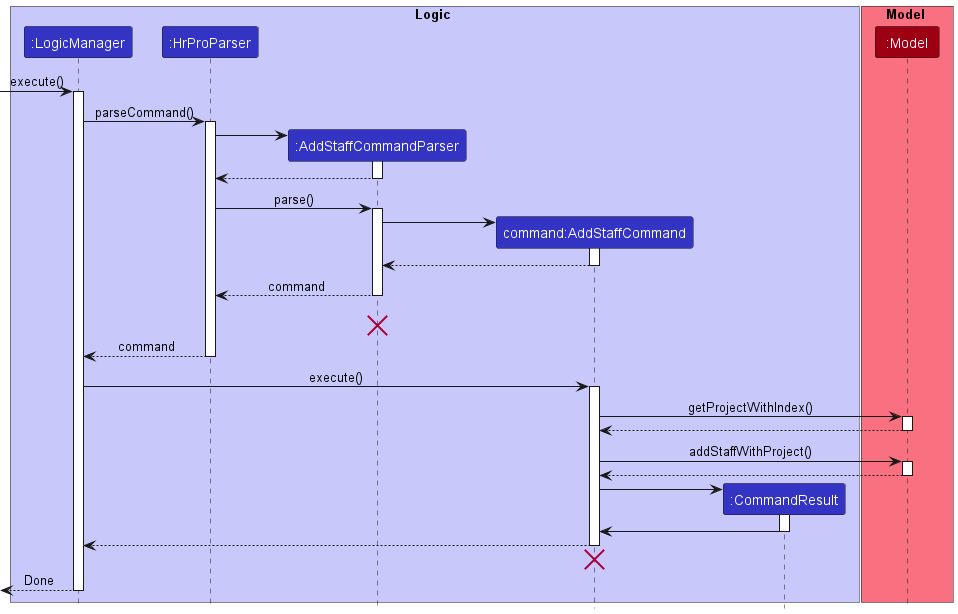 Logic
Model
:LogicManager
:HrProParser
:Model
execute()
parseCommand()
:AddStaffCommandParser
parse()
command:AddStaffCommand
command
command
execute()
getProjectWithIndex()
addStaffWithProject()
:CommandResult
Done